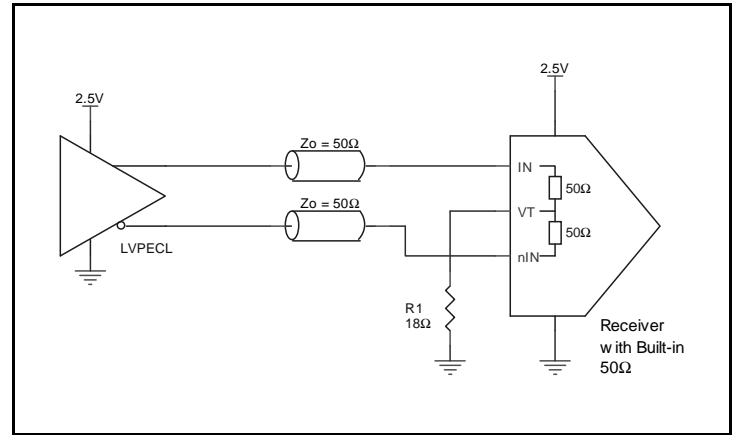 2.5V
2.5V
Zo = 50Ω
IN
50Ω
Zo = 50Ω
VT
50Ω
LVPECL
nIN
R1
18Ω
Receiver
with Built-in
50Ω